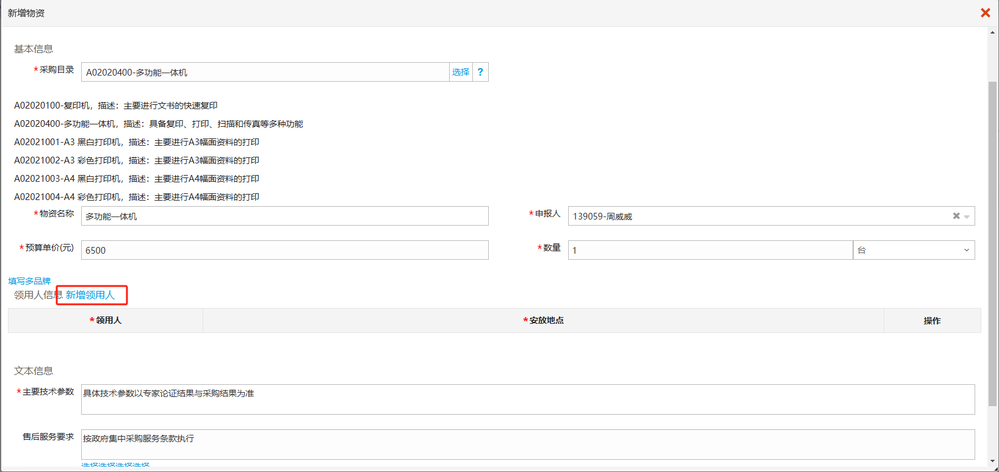 新增物资
基本信息
*采购目录 A02020400-多功能一体机 选择 ?
A02020100-复印机，描述：主要进行文书的快速复印
A02020400-多功能一体机，描述：具备复印、打印、扫描和传真等多种功能
A02021001-A3 黑白打印机，描述：主要进行A3幅面资料的打印
A02021002-A3 彩色打印机，描述：主要进行A3幅面资料的打印
A02021003-A4 黑白打印机，描述：主要进行A4幅面资料的打印
A02021004-A4 彩色打印机，描述：主要进行A4幅面资料的打印
*物资名称 多功能一体机 *申报人 139059-周威威
*预算单价(元) 6500 *数量 1 台
填写多品牌
领用人信息 新增领用人
*领用人 *安放地点 操作
文本信息
*主要技术参数 具体技术参数以专家论证结果与采购结果为准
售后服务要求 按政府集中采购服务条款执行
选择选择选择选择